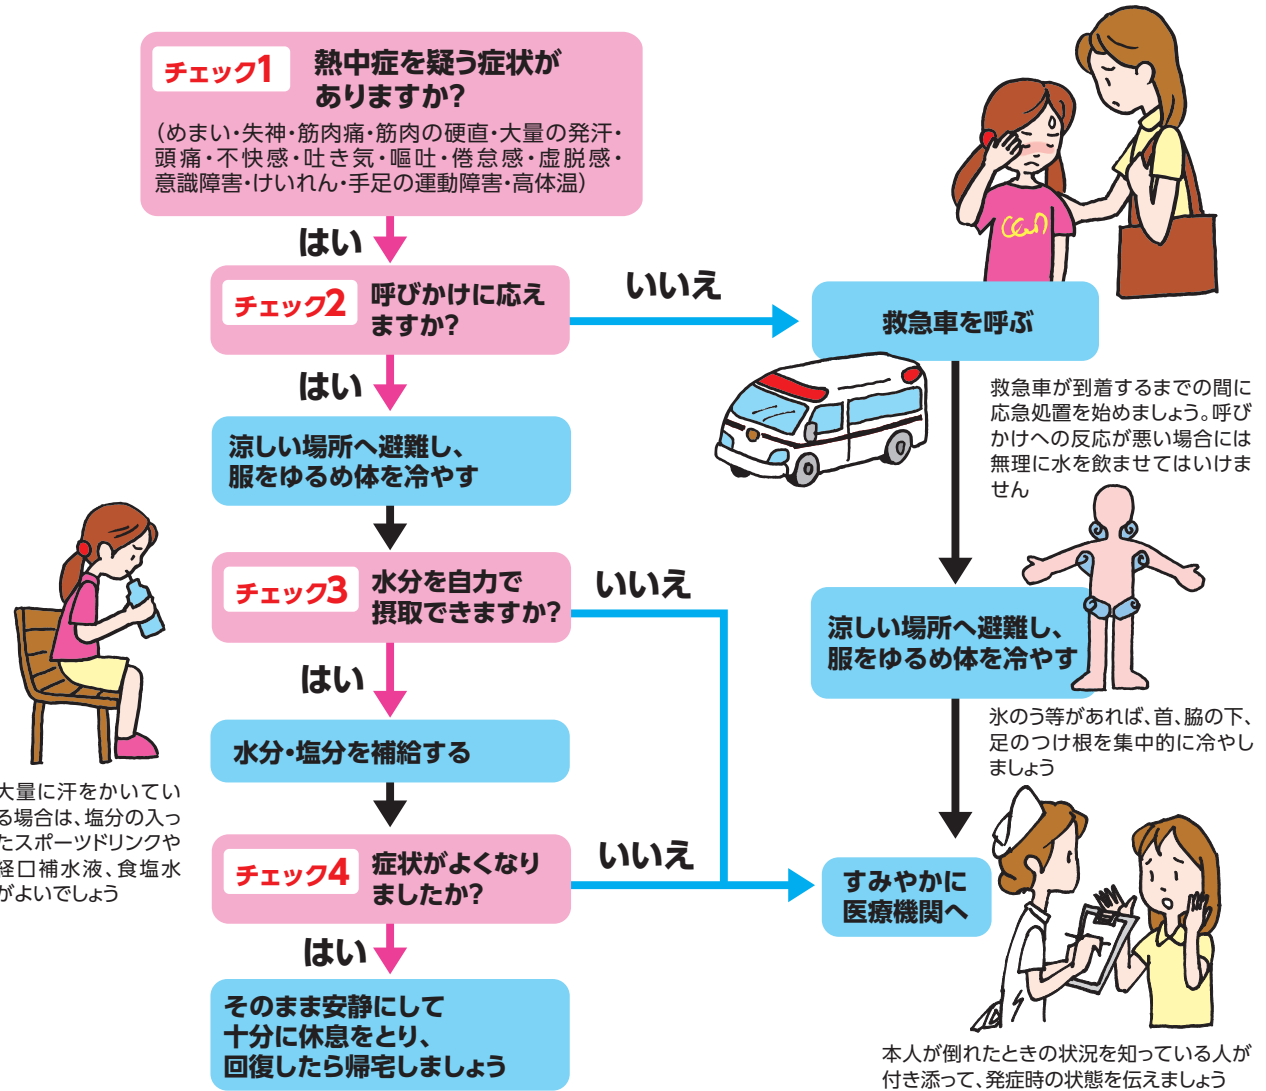 チェック1
熱中症を疑う症状が
ありますか？
（めまい・失神・筋肉痛・筋肉の硬直・大量の発汗・
頭痛・不快感・吐き気・嘔吐・倦怠感・虚脱感・
意識障害・けいれん・手足の運動障害・高体温）
はい
チェック2
呼びかけに応え
ますか？
いいえ
救急車を呼ぶ
救急車が到着するまでの間に
応急処置を始めましょう。呼び
かけへの反応が悪い場合には
無理に水を飲ませてはいけま
せん
はい
涼しい場所へ避難し、
服をゆるめ体を冷やす
チェック3
水分を自力で
摂取できますか？
いいえ
涼しい場所へ避難し、
服をゆるめ体を冷やす
氷のう等があれば、首、脇の下、
足のつけ根を集中的に冷やし
ましょう
はい
水分・塩分を補給する
大量に汗をかいてい
る場合は、塩分の入っ
たスポーツドリンクや
経口補水液、食塩水
がよいでしょう
チェック4
症状がよくなり
ましたか？
いいえ
すみやかに
医療機関へ
はい
そのまま安静にして
十分に休息をとり、
回復したら帰宅しましょう
本人が倒れたときの状況を知っている人が
付き添って、発症時の状態を伝えましょう